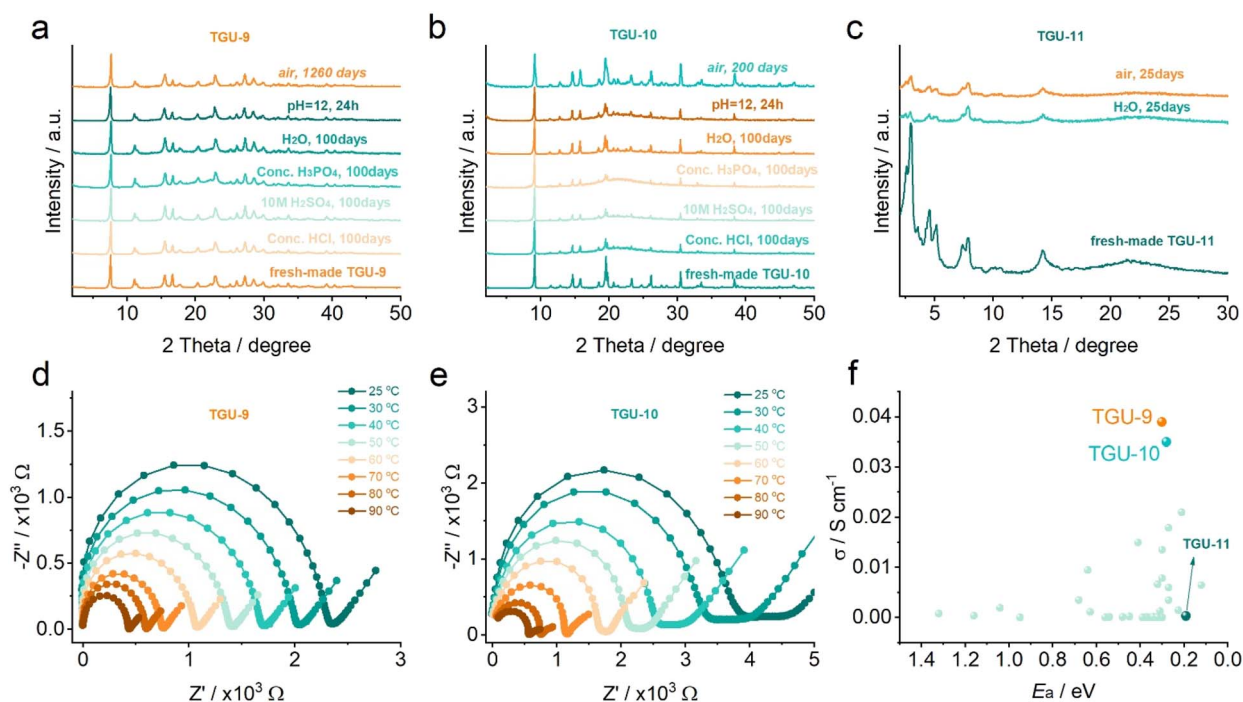 a
TGU-9
Intensity / a.u.
air, 1260 days
pH=12, 24h
H₂O, 100days
Conc. H₃PO₄, 100days
10M H₂SO₄, 100days
Conc. HCl, 100days
fresh-made TGU-9
10 20 30 40 50
2 Theta / degree
b
TGU-10
Intensity / a.u.
air, 200 days
pH=12, 24h
H₂O, 100days
Conc. H₃PO₄, 100days
10M H₂SO₄, 100days
Conc. HCl, 100days
fresh-made TGU-10
10 20 30 40 50
2 Theta / degree
c
TGU-11
Intensity / a.u.
air, 25days
H₂O, 25days
fresh-made TGU-11
5 10 15 20 25 30
2 Theta / degree
d
TGU-9
-Z'' / x10³ Ω
1.5
1.0
0.5
0.0
25 °C
30 °C
40 °C
50 °C
60 °C
70 °C
80 °C
90 °C
0 1 2 3
Z' / x10³ Ω
e
TGU-10
-Z'' / x10³ Ω
3
2
1
0
25 °C
30 °C
40 °C
50 °C
60 °C
70 °C
80 °C
90 °C
0 1 2 3 4 5
Z' / x10³ Ω
f
σ / S cm⁻¹
0.04
0.03
0.02
0.01
0.00
TGU-9
TGU-10
TGU-11
1.4 1.2 1.0 0.8 0.6 0.4 0.2 0.0
Ea / eV